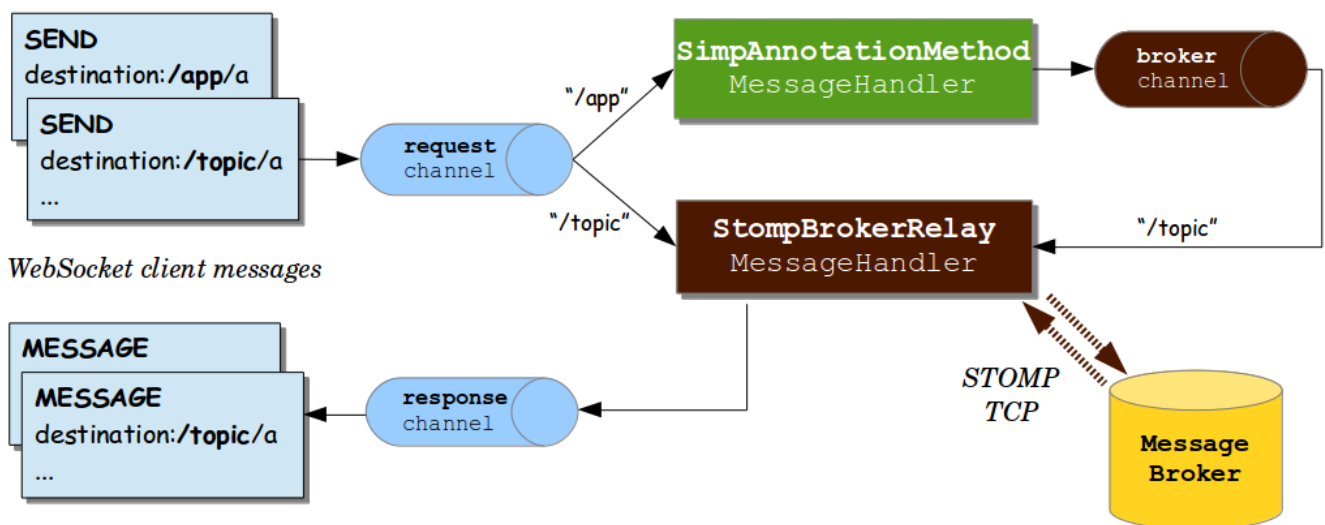 SEND
destination:/app/a
SEND
destination:/topic/a
...
WebSocket client messages
request
channel
“/app”
“/topic”
SimpAnnotationMethod
MessageHandler
broker
channel
StompBrokerRelay
MessageHandler
“/topic”
MESSAGE
MESSAGE
destination:/topic/a
...
response
channel
STOMP
TCP
Message
Broker